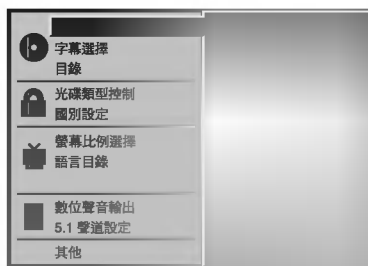 字幕選擇
目錄
光碟類型控制
國別設定
螢幕比例選擇
語言目錄
數位聲音輸出
5.1 聲道設定
其他